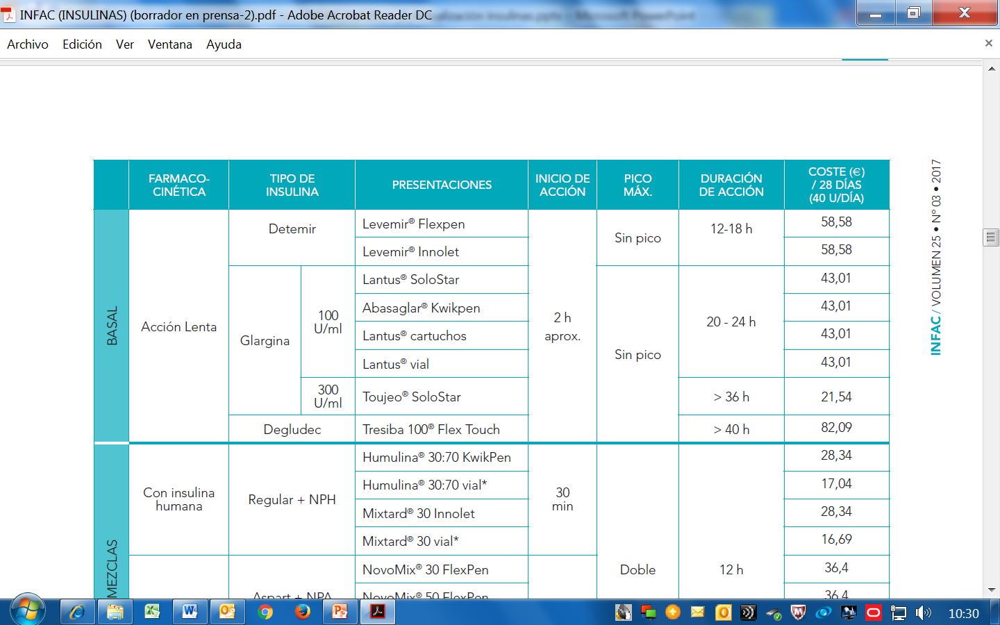 INFAC (INSULINAS) (borrador en prensa-2).pdf - Adobe Acrobat Reader DC
Archivo Edición Ver Ventana Ayuda
FARMACO-
CINÉTICA
TIPO DE
INSULINA
PRESENTACIONES
INICIO DE
ACCIÓN
PICO
MÁX.
DURACIÓN
DE ACCIÓN
COSTE (€)
/ 28 DÍAS
(40 U/DÍA)
BASAL
Acción Lenta
Detemir
Levemir® Flexpen
Levemir® Innolet
2 h
aprox.
Sin pico
12-18 h
58,58
58,58
Glargina
100
U/ml
Lantus® SoloStar
Abasaglar® Kwikpen
Lantus® cartuchos
Lantus® vial
Sin pico
20 - 24 h
43,01
43,01
43,01
43,01
300
U/ml
Toujeo® SoloStar
> 36 h
21,54
Degludec
Tresiba 100® Flex Touch
> 40 h
82,09
MEZCLAS
Con insulina
humana
Regular + NPH
Humulina® 30:70 KwikPen
Humulina® 30:70 vial*
Mixtard® 30 Innolet
Mixtard® 30 vial*
30
min
28,34
17,04
28,34
16,69
Aspart + NPA
NovoMix® 30 FlexPen
NovoMix® 50 FlexPen
Doble
12 h
36,4
36,4
INFAC / VOLUMEN 25 • Nº 03 • 2017
10:30